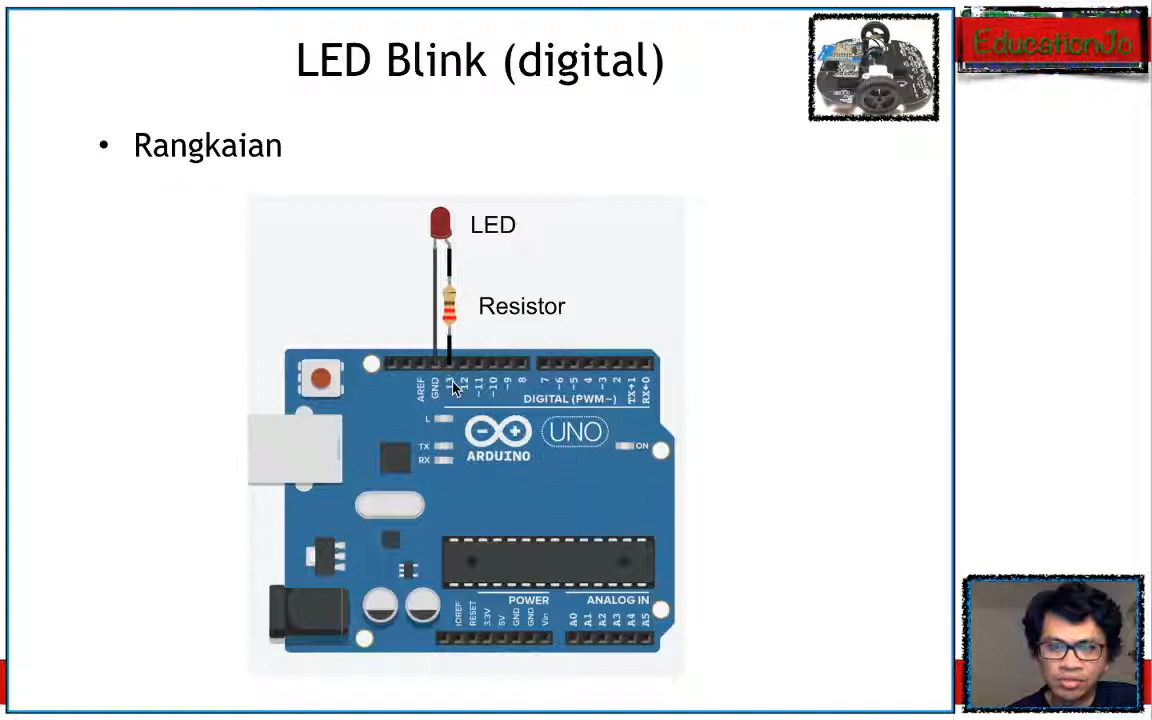 LED Blink (digital)
EducationJo
• Rangkaian
LED
Resistor
AREF
GND
13
12
~11
~10
~9
8
7
~6
~5
4
~3
2
TX→1
RX←0
DIGITAL (PWM~)
L
TX
RX
ARDUINO
UNO
ON
POWER
ANALOG IN
IOREF
RESET
3.3V
5V
GND
GND
Vin
A0
A1
A2
A3
A4
A5